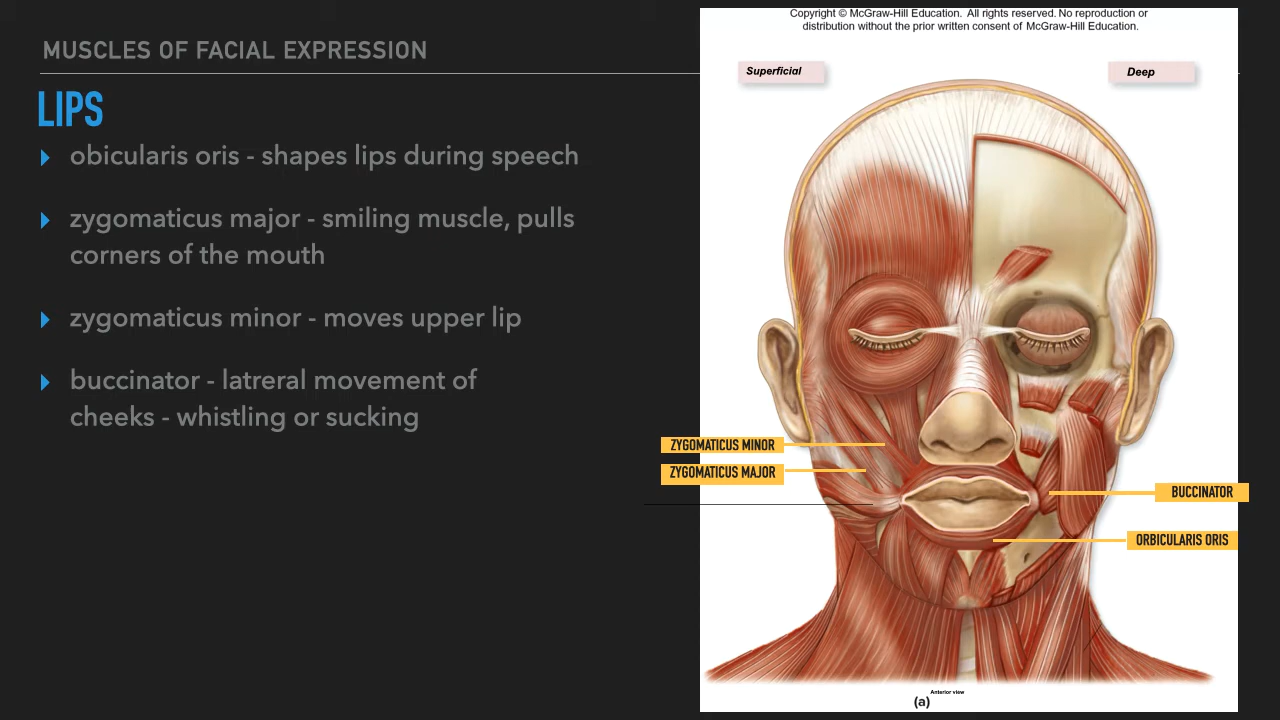 Copyright © McGraw-Hill Education. All rights reserved. No reproduction or
distribution without the prior written consent of McGraw-Hill Education.
MUSCLES OF FACIAL EXPRESSION
Superficial
Deep
LIPS
obicularis oris - shapes lips during speech
zygomaticus major - smiling muscle, pulls
corners of the mouth
zygomaticus minor - moves upper lip
buccinator - latreral movement of
cheeks - whistling or sucking
ZYGOMATICUS MINOR
ZYGOMATICUS MAJOR
BUCCINATOR
ORBICULARIS ORIS
Anterior view
(a)